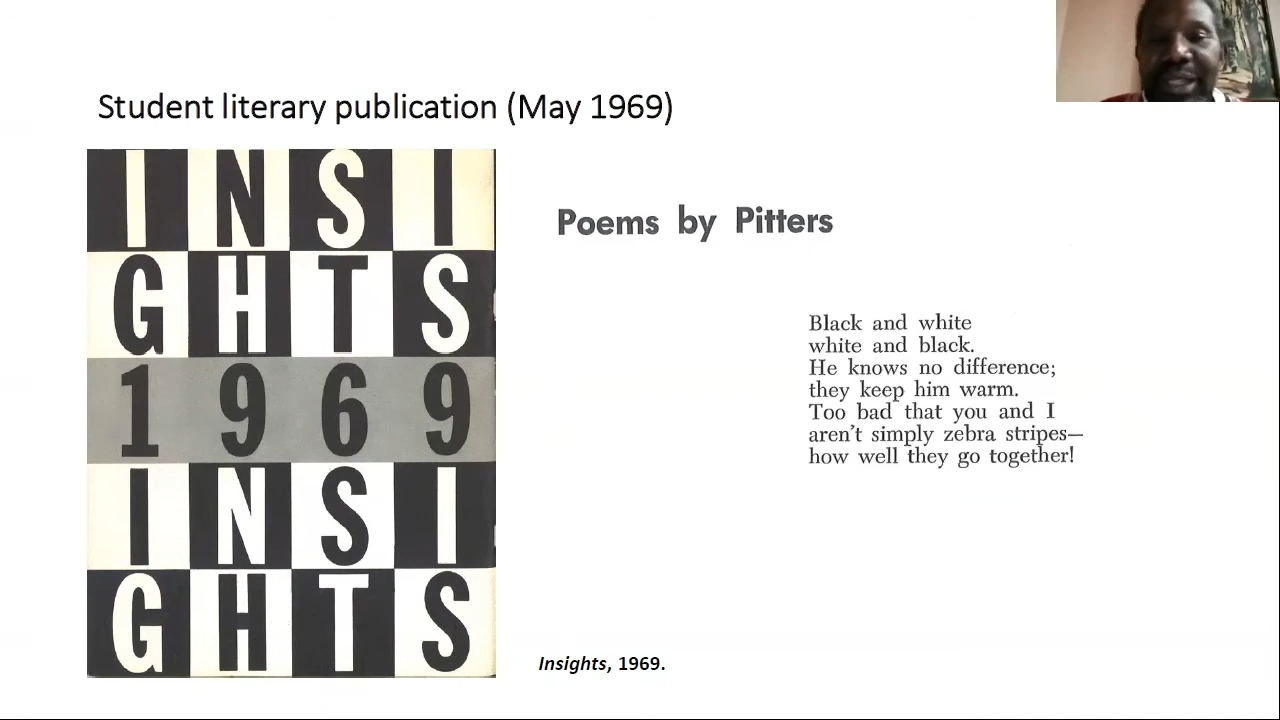 Student literary publication (May 1969)
INSI
GHTS
1969
INSI
GHTS
Poems by Pitters
Black and white
white and black.
He knows no difference;
they keep him warm.
Too bad that you and I
aren't simply zebra stripes—
how well they go together!
Insights, 1969.